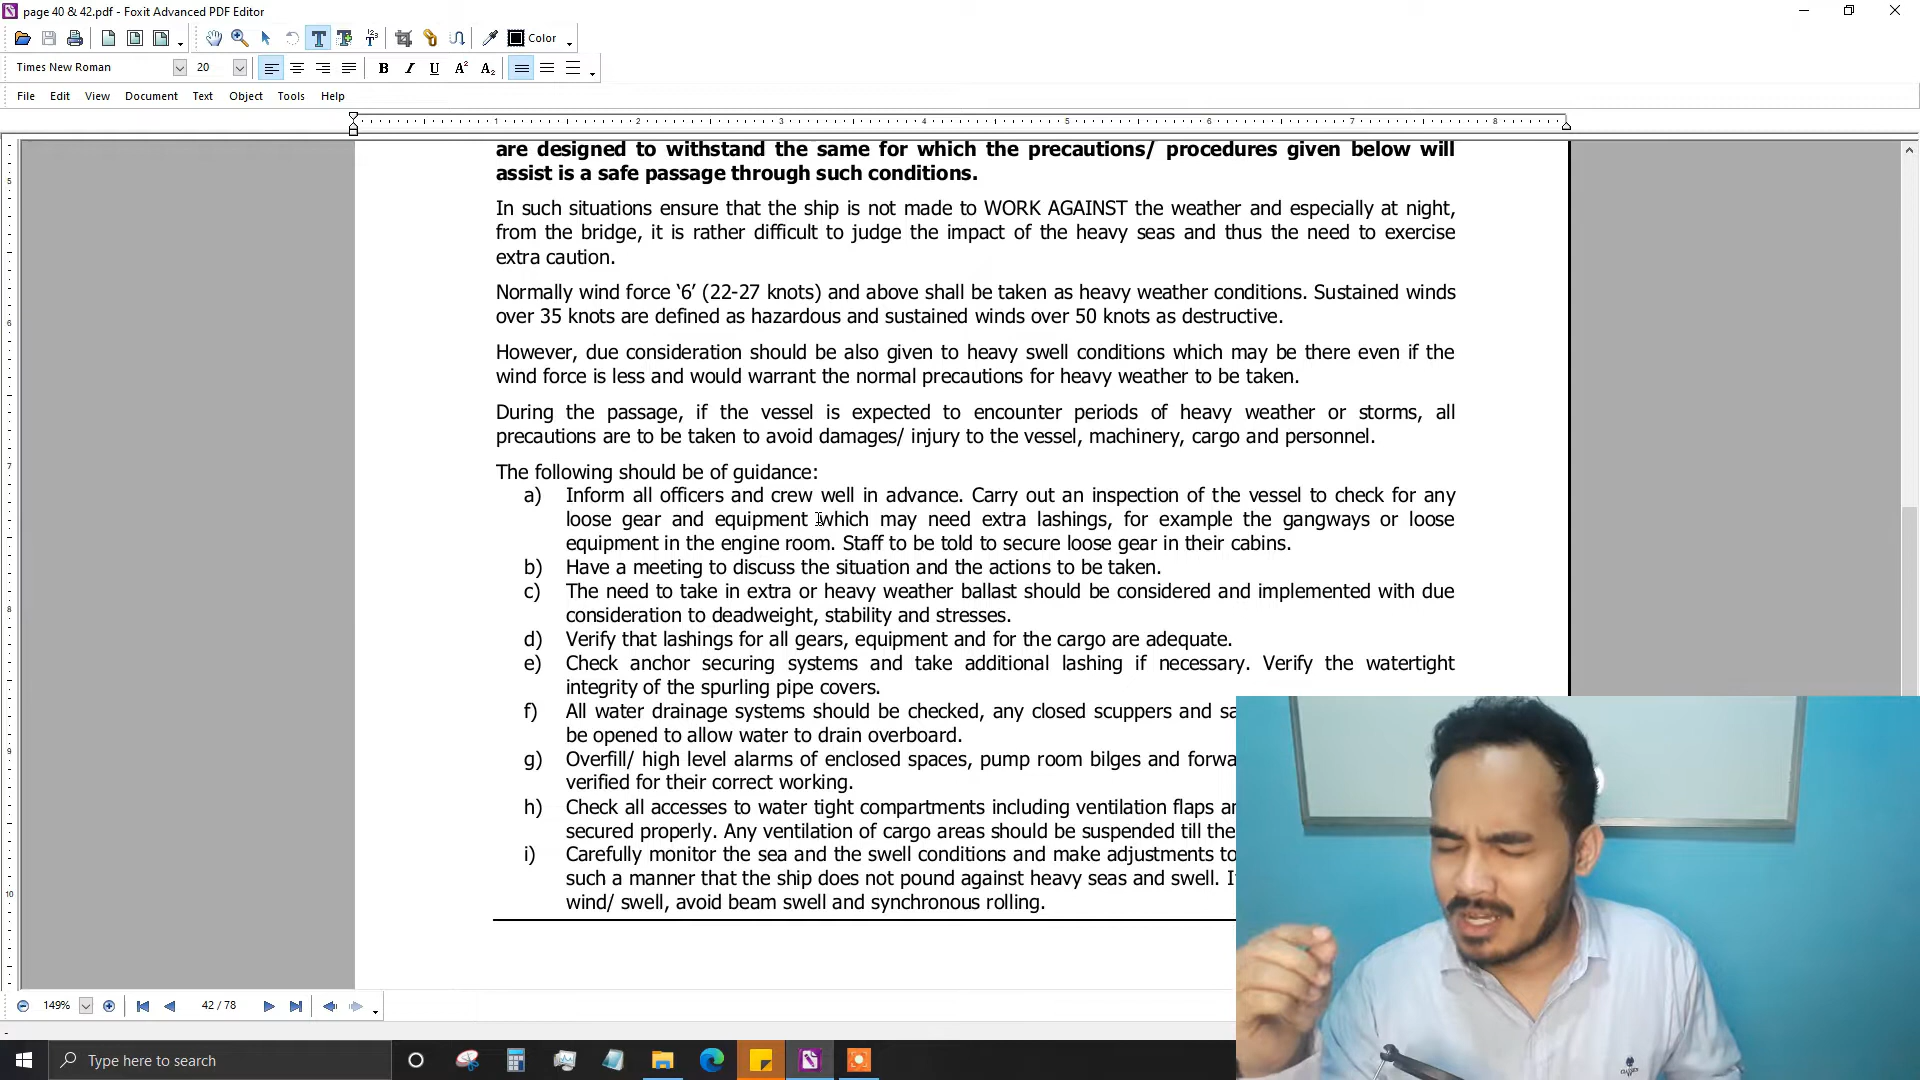 page 40 & 42.pdf - Foxit Advanced PDF Editor
Color
Times New Roman 20 B I U A² A₂
File Edit View Document Text Object Tools Help
1 2 3 4 5 6 7 8
are designed to withstand the same for which the precautions/ procedures given below will
assist is a safe passage through such conditions.
In such situations ensure that the ship is not made to WORK AGAINST the weather and especially at night,
from the bridge, it is rather difficult to judge the impact of the heavy seas and thus the need to exercise
extra caution.
Normally wind force ‘6’ (22-27 knots) and above shall be taken as heavy weather conditions. Sustained winds
over 35 knots are defined as hazardous and sustained winds over 50 knots as destructive.
However, due consideration should be also given to heavy swell conditions which may be there even if the
wind force is less and would warrant the normal precautions for heavy weather to be taken.
During the passage, if the vessel is expected to encounter periods of heavy weather or storms, all
precautions are to be taken to avoid damages/ injury to the vessel, machinery, cargo and personnel.
The following should be of guidance:
a) Inform all officers and crew well in advance. Carry out an inspection of the vessel to check for any
loose gear and equipment which may need extra lashings, for example the gangways or loose
equipment in the engine room. Staff to be told to secure loose gear in their cabins.
b) Have a meeting to discuss the situation and the actions to be taken.
c) The need to take in extra or heavy weather ballast should be considered and implemented with due
consideration to deadweight, stability and stresses.
d) Verify that lashings for all gears, equipment and for the cargo are adequate.
e) Check anchor securing systems and take additional lashing if necessary. Verify the watertight
integrity of the spurling pipe covers.
f) All water drainage systems should be checked, any closed scuppers and
be opened to allow water to drain overboard.
g) Overfill/ high level alarms of enclosed spaces, pump room bilges and
verified for their correct working.
h) Check all accesses to water tight compartments including ventilation flaps
secured properly. Any ventilation of cargo areas should be suspended till the
i) Carefully monitor the sea and the swell conditions and make adjustments to
such a manner that the ship does not pound against heavy seas and swell.
wind/ swell, avoid beam swell and synchronous rolling.
5
6
7
8
9
10
149% 42 / 78
Type here to search